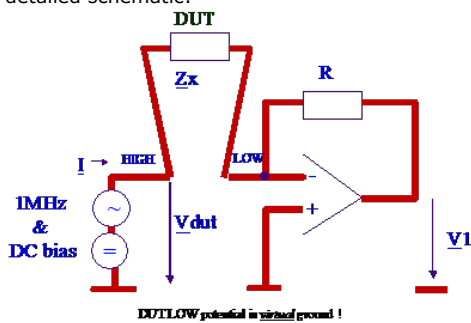 detailed schematic.
DUT
Zx
R
I → HIGH
LOW
-
+
1MHz
&
DC bias
~
=
Vdut
V1
DUT LOW potential is virtual ground !